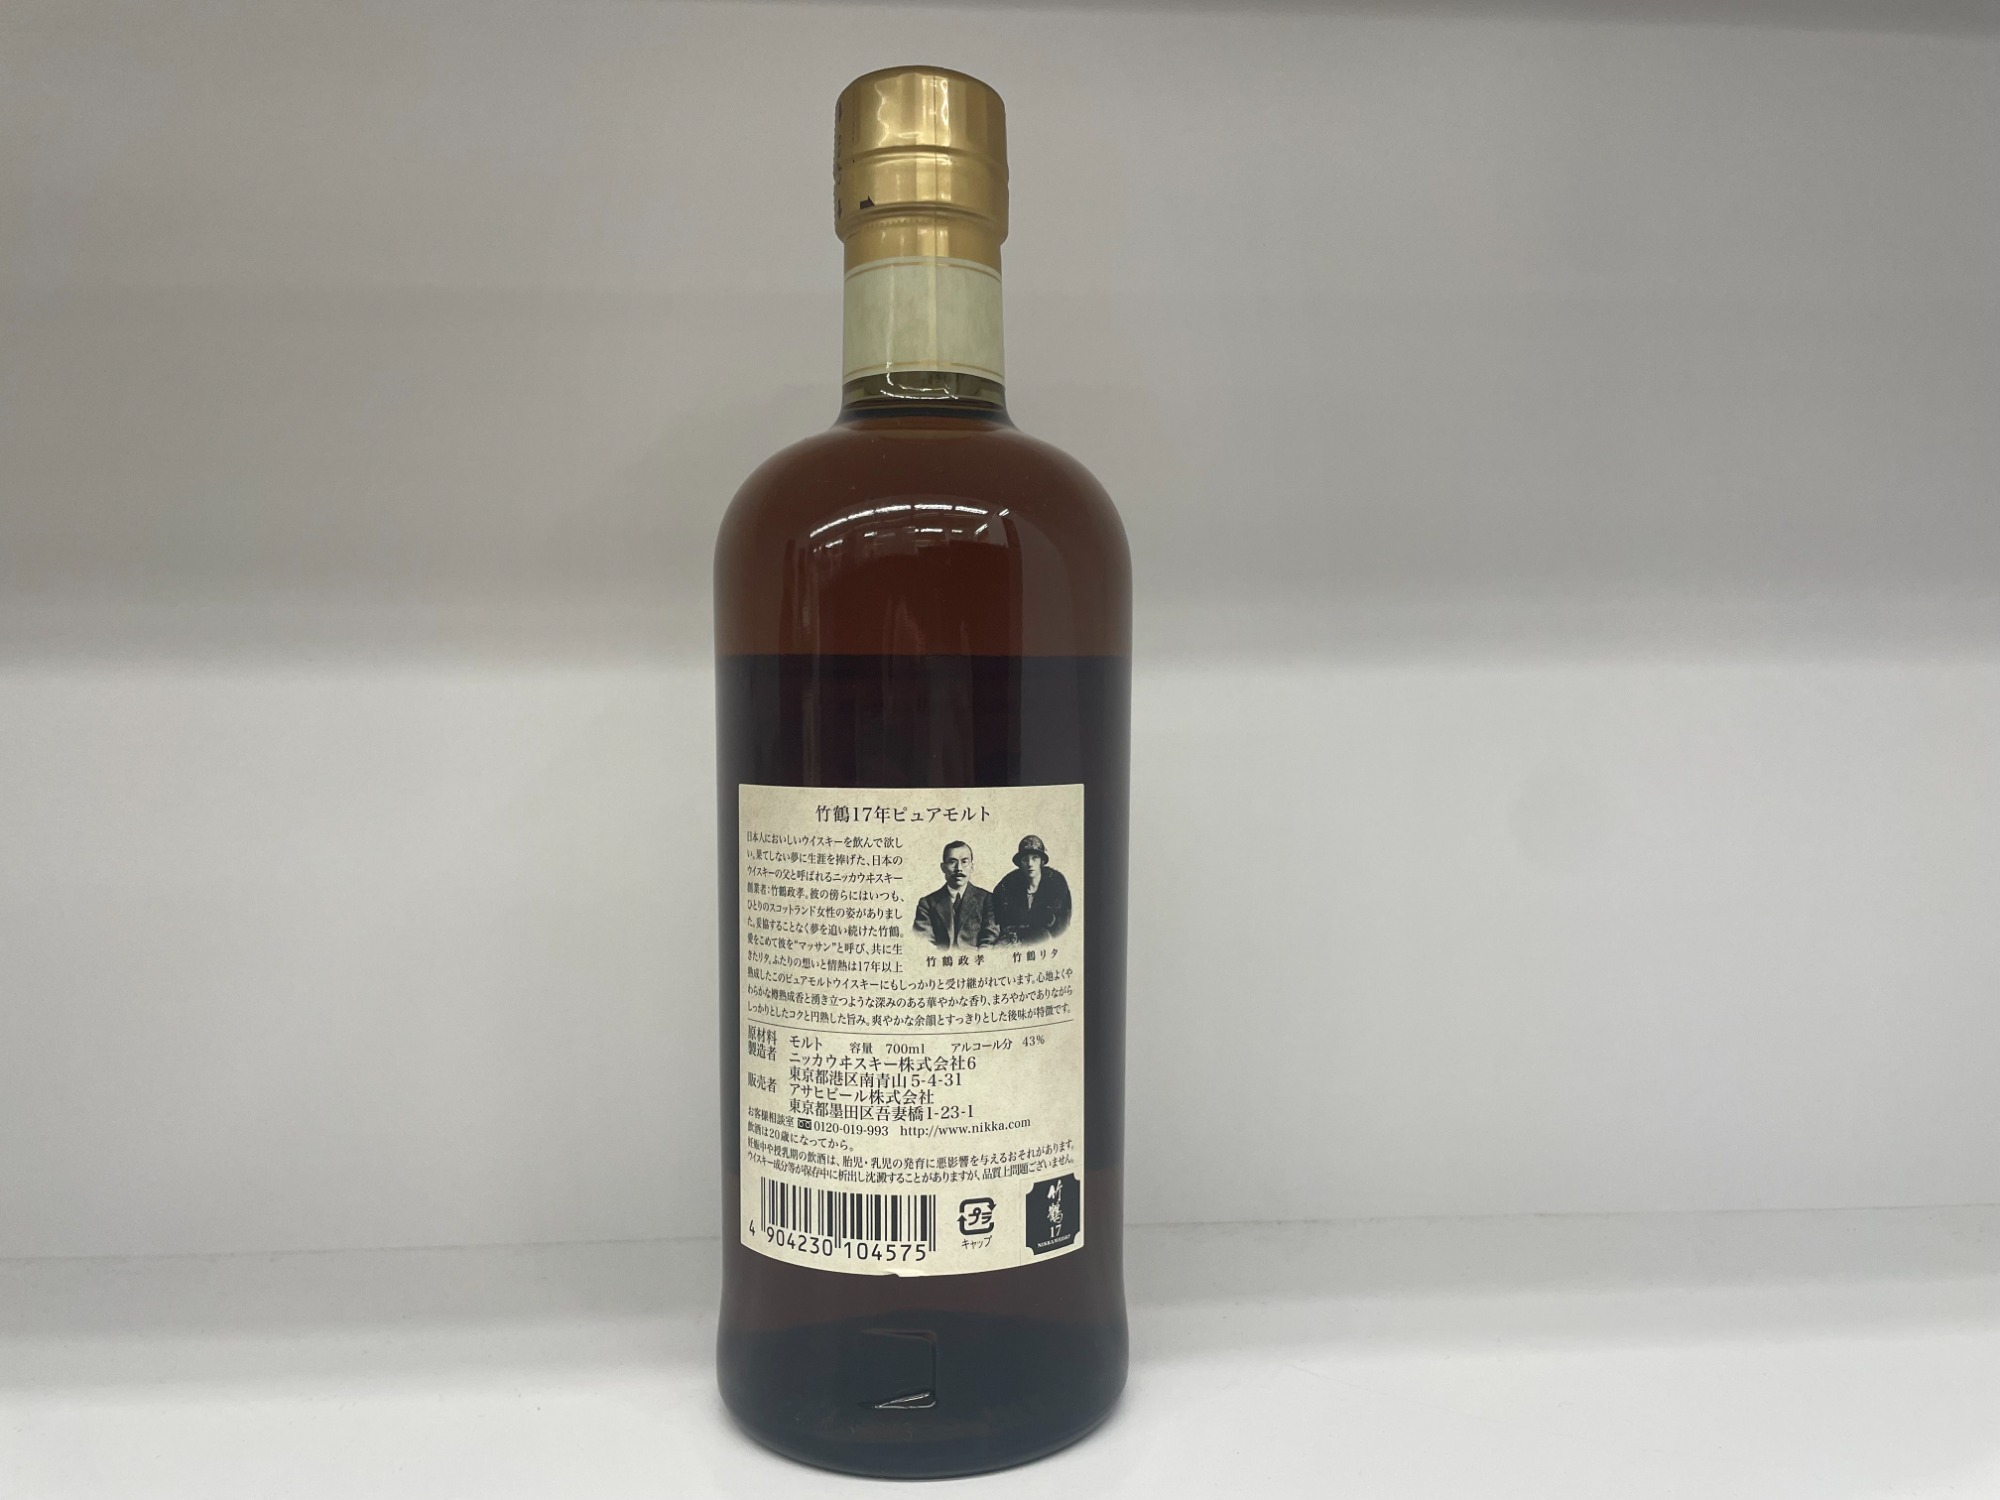 竹鶴17年ピュアモルト
日本人においしいウイスキーを飲んで欲し
い。果てしない夢に生涯を捧げた、日本の
ウイスキーの父と呼ばれるニッカウヰスキー
創業者:竹鶴政孝。彼の傍らにはいつも、
ひとりのスコットランド女性の姿がありまし
た。妥協することなく夢を追い続けた竹鶴。
愛をこめて彼を“マッサン”と呼び、共に生
きたリタ。ふたりの想いと情熱は17年以上
熟成したこのピュアモルトウイスキーにもしっかりと受け継がれています。心地よくや
わらかな樽熟成香と湧き立つような深みのある華やかな香り、まろやかでありながら
しっかりとしたコクと円熟した旨み。爽やかな余韻とすっきりとした後味が特徴です。
竹鶴政孝 竹鶴リタ
原材料 モルト 容量 700ml アルコール分 43%
製造者 ニッカウヰスキー株式会社6
東京都港区南青山5-4-31
販売者 アサヒビール株式会社
東京都墨田区吾妻橋1-23-1
お客様相談室 0120-019-993 http://www.nikka.com
飲酒は20歳になってから。
妊娠中や授乳期の飲酒は、胎児・乳児の発育に悪影響を与えるおそれがあります。
ウイスキー成分等が保存中に析出し沈澱することがありますが、品質上問題ございません。
4 904230 104575
プラ
キャップ
竹鶴
17
NIKKA WHISKY